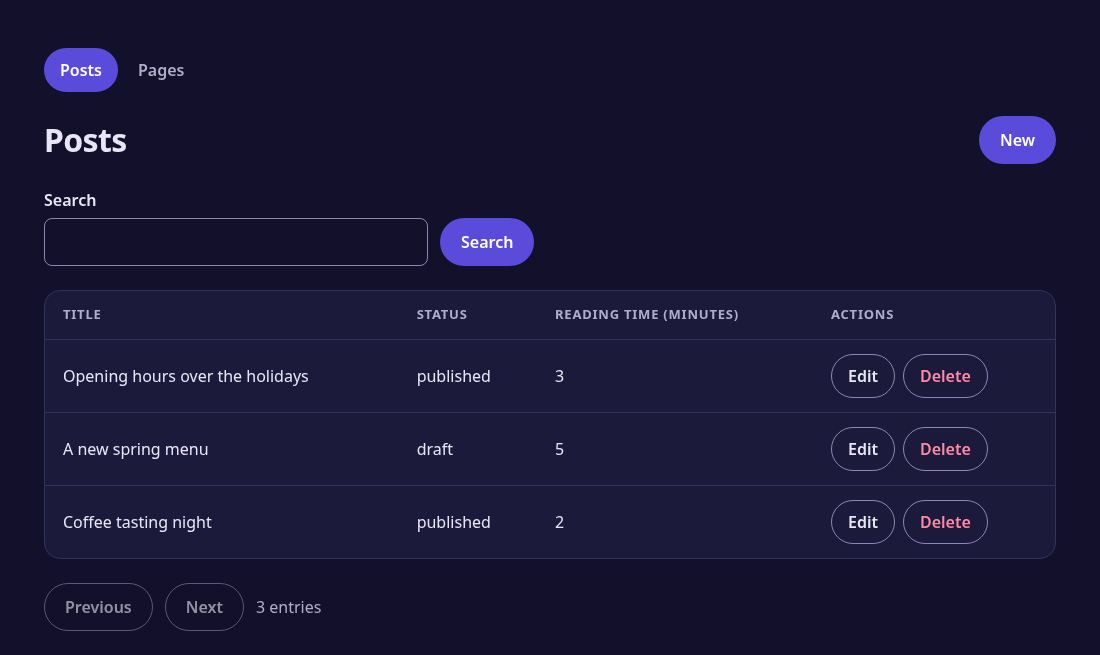 Posts Pages
Posts New
Search
Search
TITLE STATUS READING TIME (MINUTES) ACTIONS
Opening hours over the holidays published 3 Edit Delete
A new spring menu draft 5 Edit Delete
Coffee tasting night published 2 Edit Delete
Previous Next 3 entries